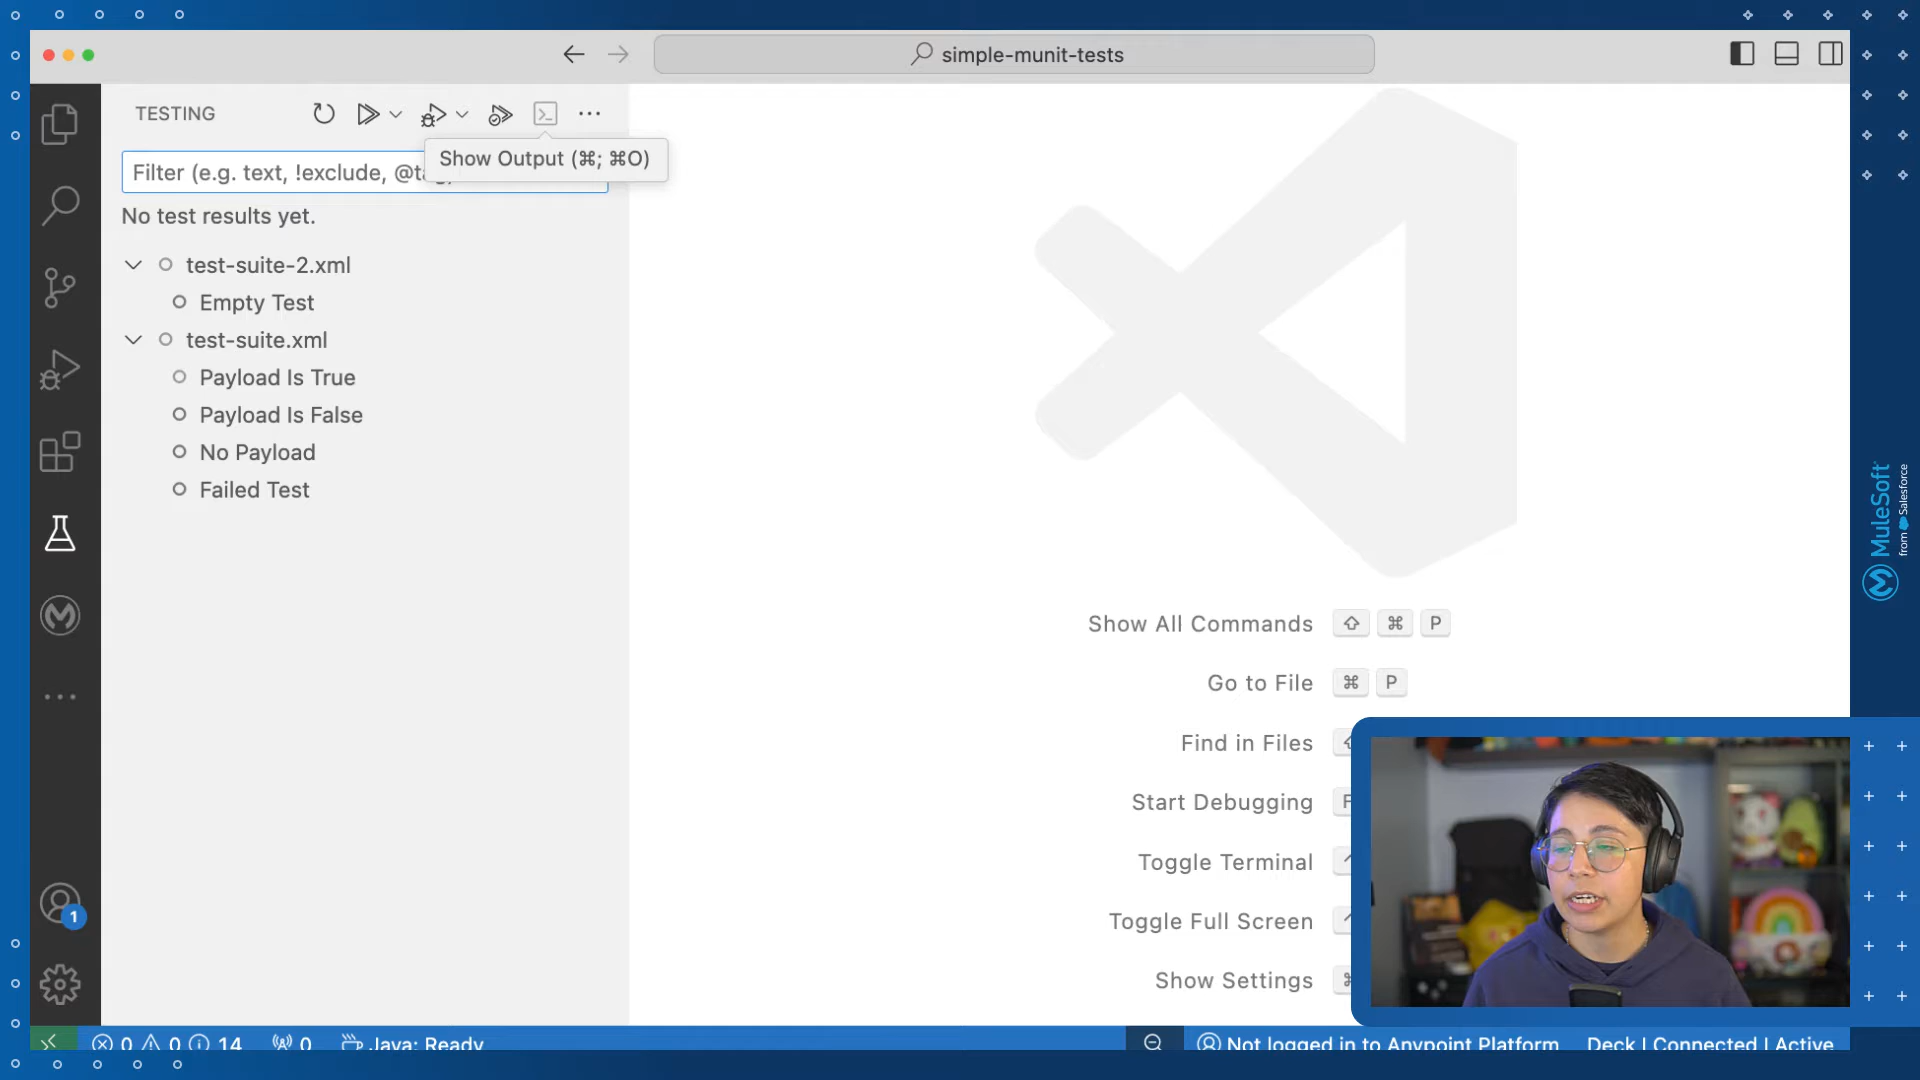 simple-munit-tests
TESTING
Show Output (⌘; ⌘O)
Filter (e.g. text, !exclude, @tag)
No test results yet.
test-suite-2.xml
Empty Test
test-suite.xml
Payload Is True
Payload Is False
No Payload
Failed Test
Show All Commands ⇧ ⌘ P
Go to File ⌘ P
Find in Files
Start Debugging F
Toggle Terminal
Toggle Full Screen
Show Settings
1
0 0 14 0 Java: Ready
Not logged in to Anypoint Platform Deck | Connected | Active
MuleSoft
from Salesforce